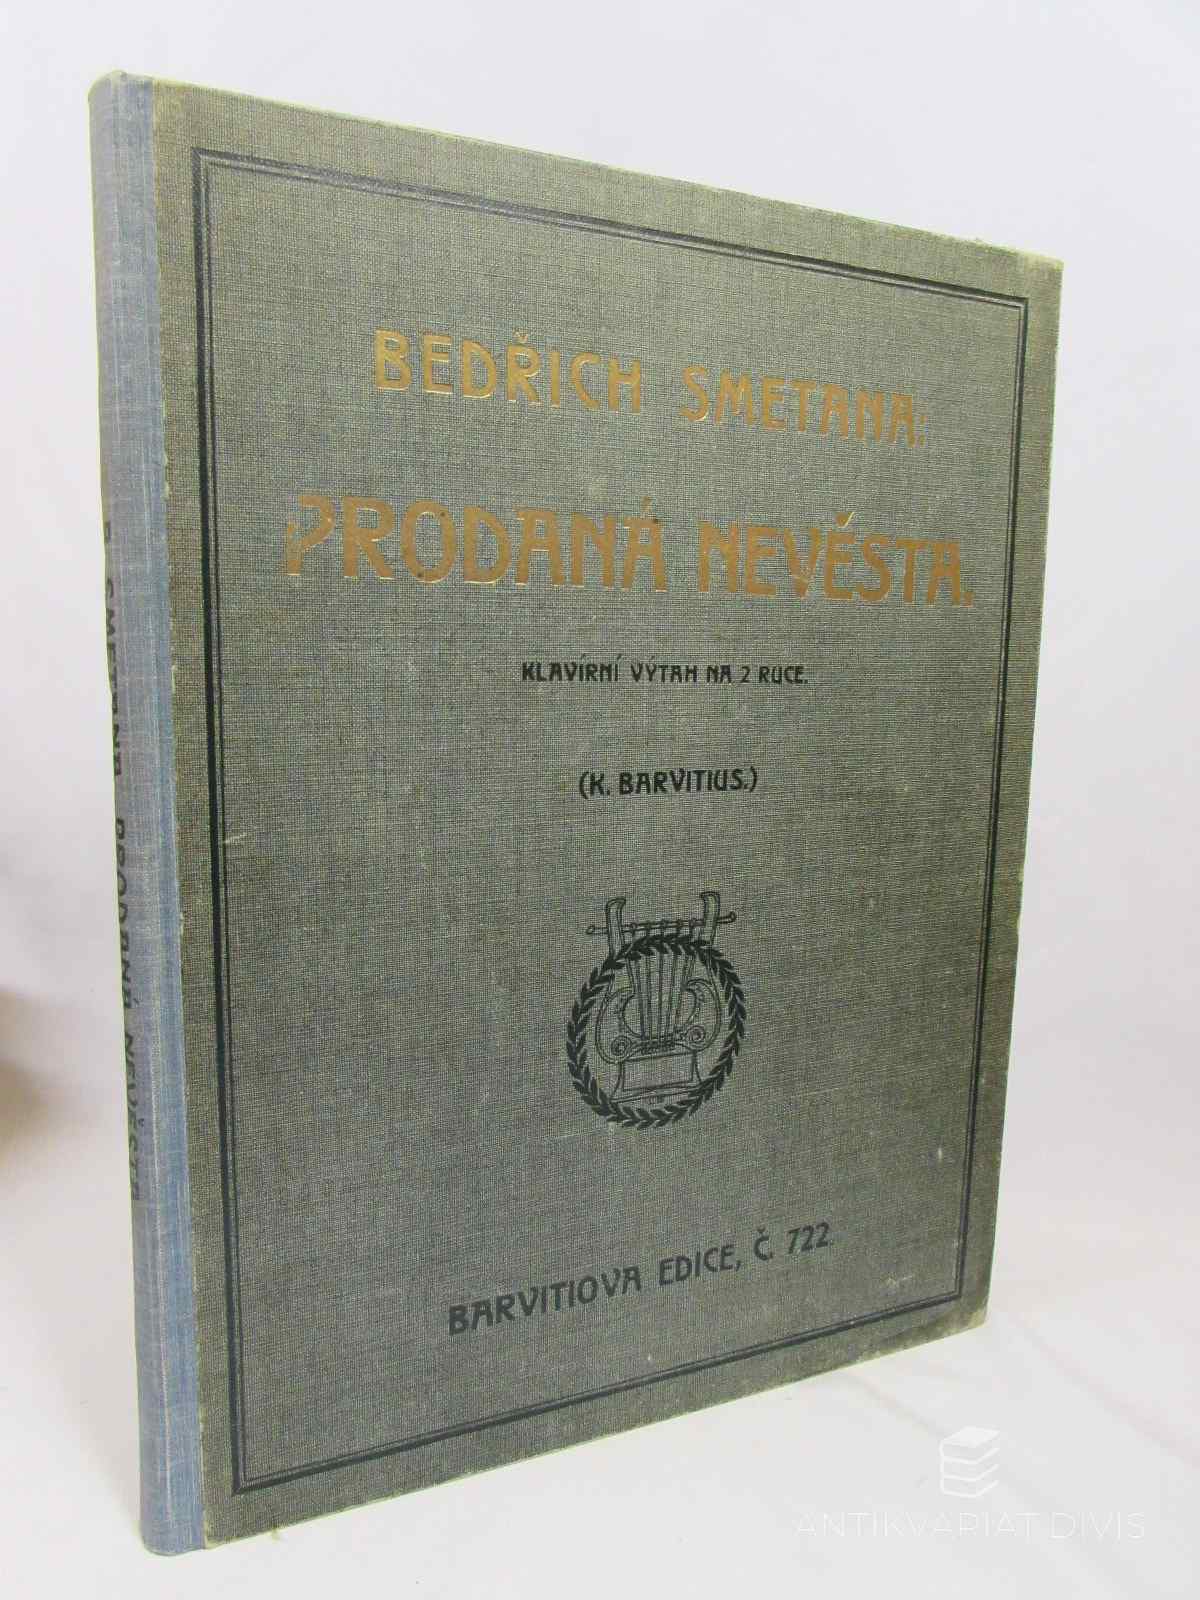 BEDŘICH SMETANA:
PRODANÁ NEVĚSTA.
KLAVÍRNÍ VÝTAH NA 2 RUCE.
(K. BARVITIUS.)
BARVITIOVA EDICE, Č. 722.
B. SMETANA PRODANÁ NEVĚSTA
ANTIKVARIAT DIVIS